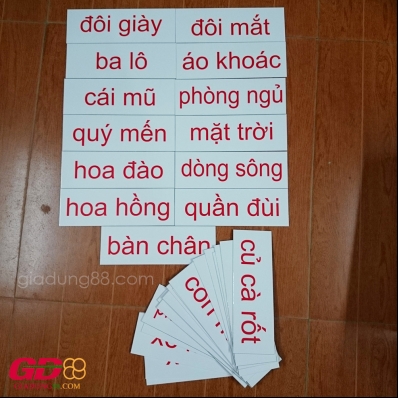 đôi giày
đôi mắt
ba lô
áo khoác
cái mũ
phòng ngủ
quý mến
mặt trời
hoa đào
dòng sông
hoa hồng
quần đùi
bàn chân
củ cà rốt
giadung88.com
GD88